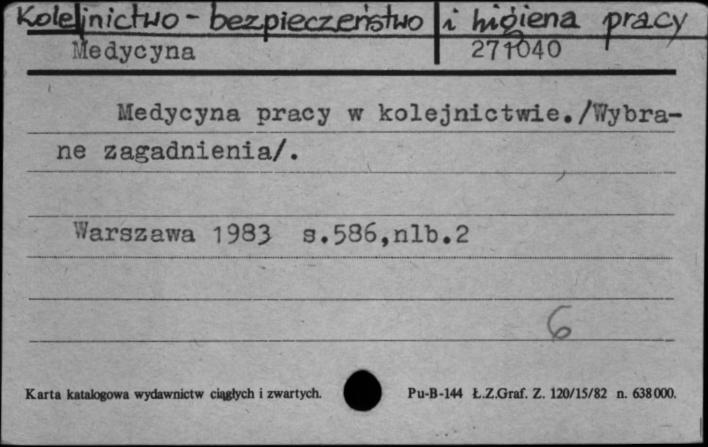 Kolejnictwo - bezpieczeństwo i higiena pracy
Medycyna 271040
Medycyna pracy w kolejnictwie./Wybra-
ne zagadnienia/.
Warszawa 1983 s.586,nlb.2
6
Karta katalogowa wydawnictw ciągłych i zwartych. Pu-B-144 Ł.Z.Graf. Z. 120/15/82 n. 638000.